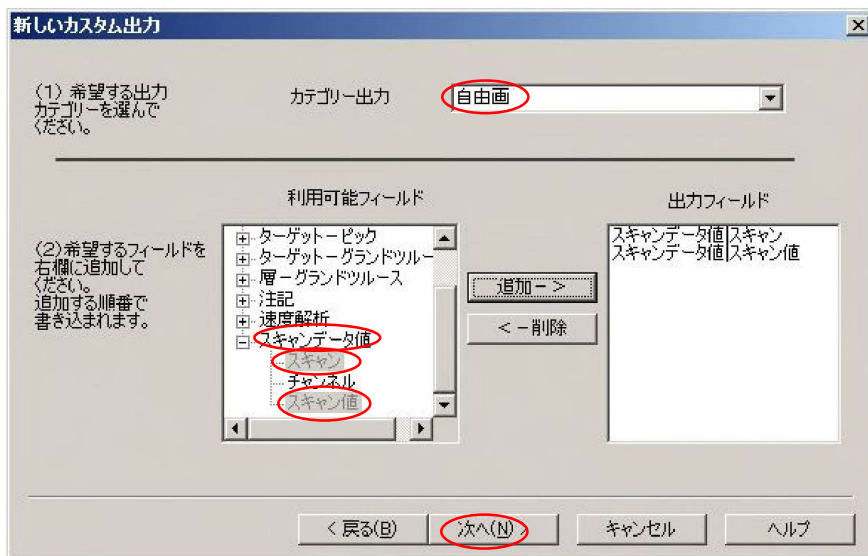 新しいカスタム出力
(1) 希望する出力
カテゴリーを選んで
ください。
カテゴリー出力
自由画
利用可能フィールド
出力フィールド
(2)希望するフィールドを
右欄に追加して
ください。
追加する順番で
書き込まれます。
ターゲットーピック
ターゲットーグランドツルー
層ーグランドツルース
注記
速度解析
スキャンデータ値
スキャン
チャンネル
スキャン値
追加ー>
<ー削除
スキャンデータ値|スキャン
スキャンデータ値|スキャン値
< 戻る(B)
次へ(N) >
キャンセル
ヘルプ